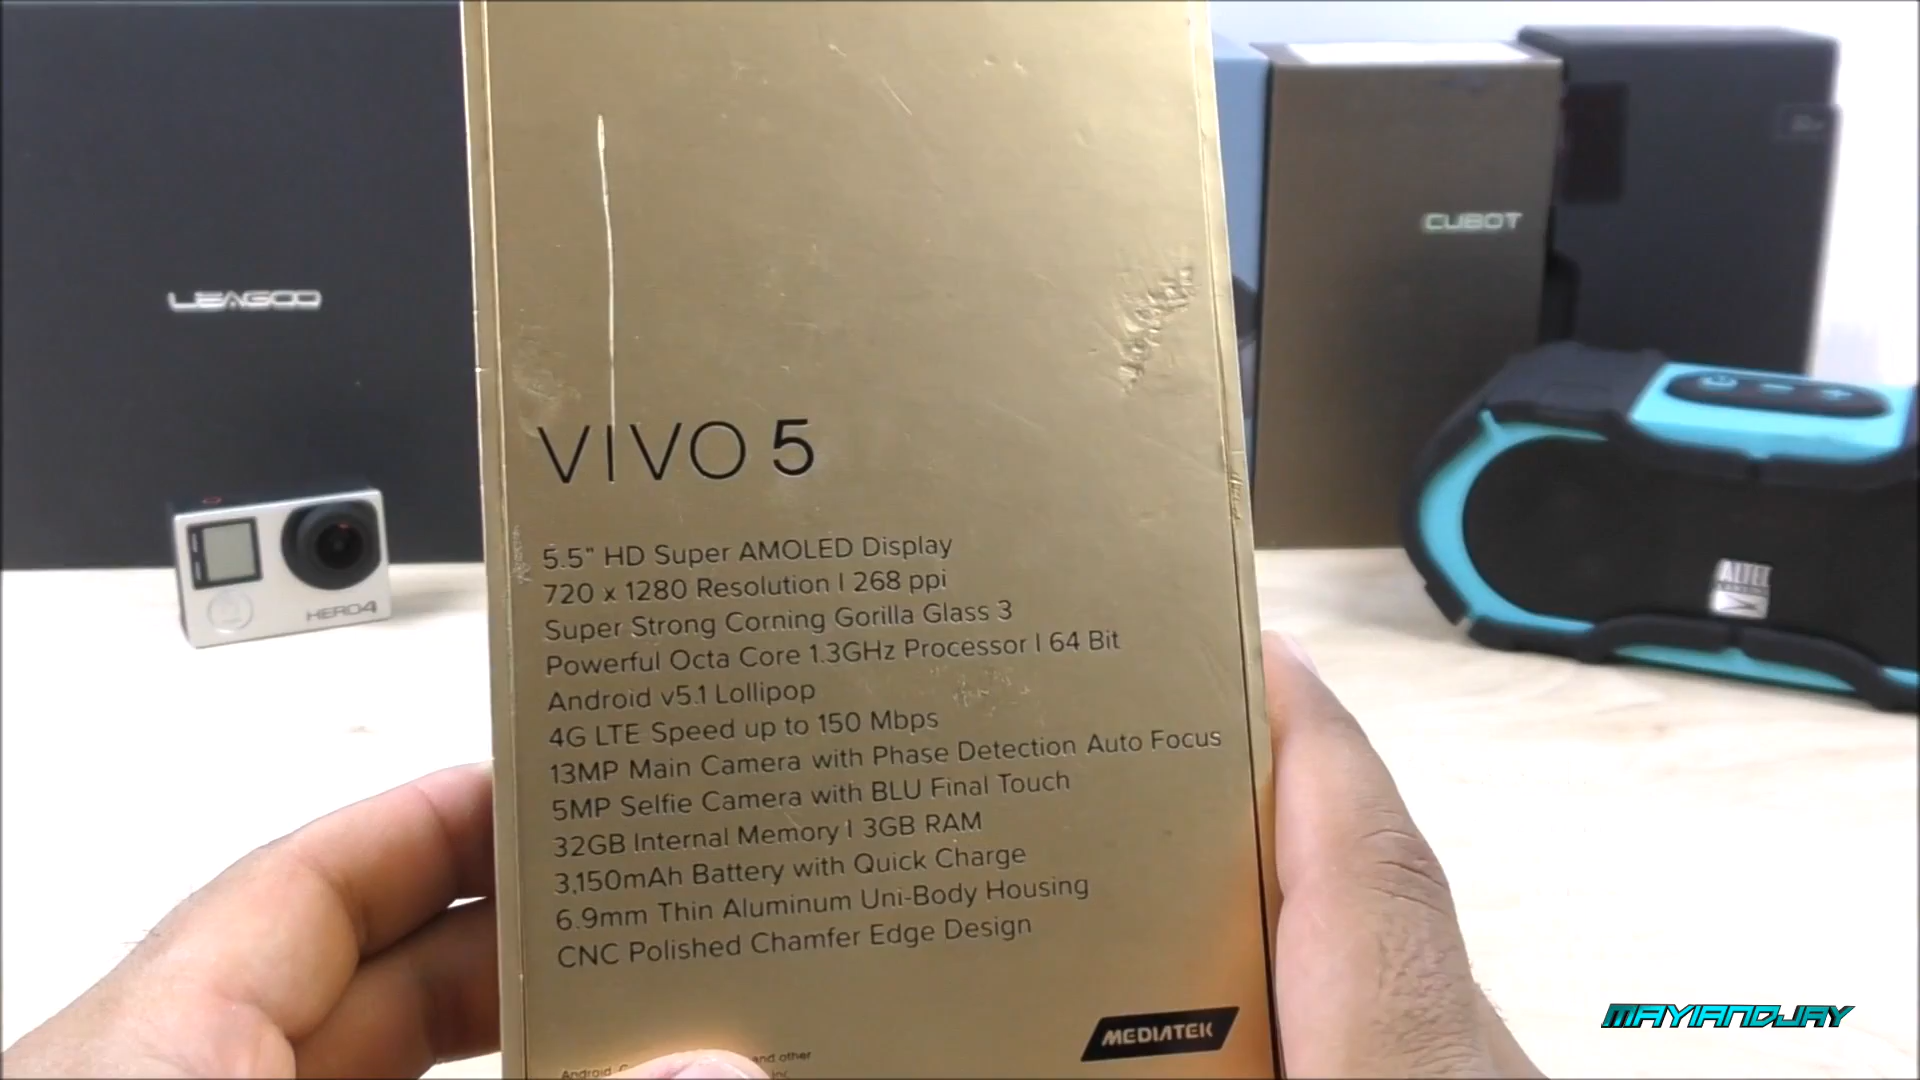 LEAGOO
CUBOT
HERO4
ALTEC
VIVO 5
5.5" HD Super AMOLED Display
720 x 1280 Resolution | 268 ppi
Super Strong Corning Gorilla Glass 3
Powerful Octa Core 1.3GHz Processor | 64 Bit
Android v5.1 Lollipop
4G LTE Speed up to 150 Mbps
13MP Main Camera with Phase Detection Auto Focus
5MP Selfie Camera with BLU Final Touch
32GB Internal Memory | 3GB RAM
3,150mAh Battery with Quick Charge
6.9mm Thin Aluminum Uni-Body Housing
CNC Polished Chamfer Edge Design
MEDIATEK
Android, and other
Inc
MAYIANDJAY